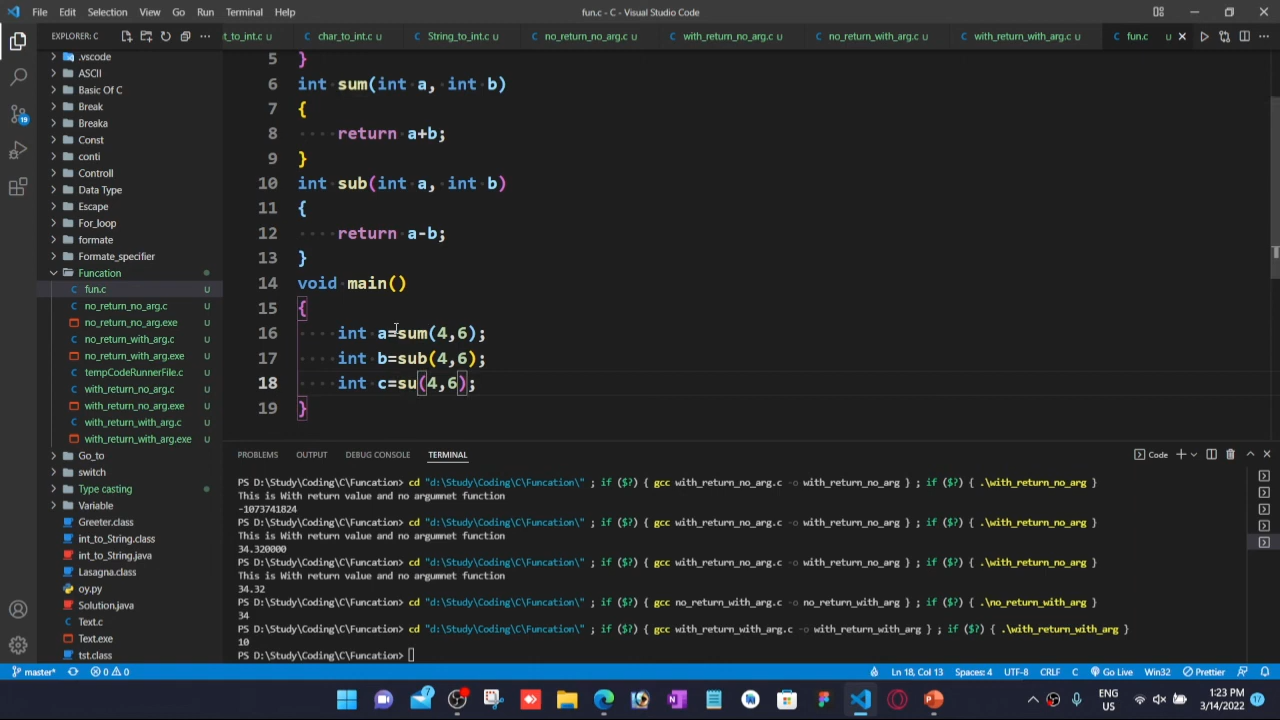 File Edit Selection View Go Run Terminal Help
fun.c - C - Visual Studio Code
EXPLORER: C
t_to_int.c U
char_to_int.c U
String_to_int.c U
no_return_no_arg.c U
with_return_no_arg.c U
no_return_with_arg.c U
with_return_with_arg.c U
fun.c U
.vscode
ASCII
Basic Of C
Break
Breaka
Const
conti
Controll
Data Type
Escape
For_loop
formate
Formate_specifier
Funcation
fun.c U
no_return_no_arg.c U
no_return_no_arg.exe U
no_return_with_arg.c U
no_return_with_arg.exe U
tempCodeRunnerFile.c U
with_return_no_arg.c U
with_return_no_arg.exe U
with_return_with_arg.c U
with_return_with_arg.exe U
Go_to
switch
Type casting
Variable
Greeter.class
int_to_String.class
int_to_String.java
Lasagna.class
oy.py
Solution.java
Text.c
Text.exe
tst.class
19
5 }
6 int sum(int a, int b)
7 {
8 return a+b;
9 }
10 int sub(int a, int b)
11 {
12 return a-b;
13 }
14 void main()
15 {
16 int a=sum(4,6);
17 int b=sub(4,6);
18 int c=su(4,6);
19 }
PROBLEMS OUTPUT DEBUG CONSOLE TERMINAL
Code
PS D:\Study\Coding\C\Funcation> cd "d:\Study\Coding\C\Funcation\" ; if ($?) { gcc with_return_no_arg.c -o with_return_no_arg } ; if ($?) { .\with_return_no_arg }
This is With return value and no argumnet function
-1073741824
PS D:\Study\Coding\C\Funcation> cd "d:\Study\Coding\C\Funcation\" ; if ($?) { gcc with_return_no_arg.c -o with_return_no_arg } ; if ($?) { .\with_return_no_arg }
This is With return value and no argumnet function
34.320000
PS D:\Study\Coding\C\Funcation> cd "d:\Study\Coding\C\Funcation\" ; if ($?) { gcc with_return_no_arg.c -o with_return_no_arg } ; if ($?) { .\with_return_no_arg }
This is With return value and no argumnet function
34.32
PS D:\Study\Coding\C\Funcation> cd "d:\Study\Coding\C\Funcation\" ; if ($?) { gcc no_return_with_arg.c -o no_return_with_arg } ; if ($?) { .\no_return_with_arg }
34
PS D:\Study\Coding\C\Funcation> cd "d:\Study\Coding\C\Funcation\" ; if ($?) { gcc with_return_with_arg.c -o with_return_with_arg } ; if ($?) { .\with_return_with_arg }
10
PS D:\Study\Coding\C\Funcation>
master* 0 0
Ln 18, Col 13 Spaces: 4 UTF-8 CRLF C Go Live Win32 Prettier
7
ENG
US
1:23 PM
3/14/2022
17